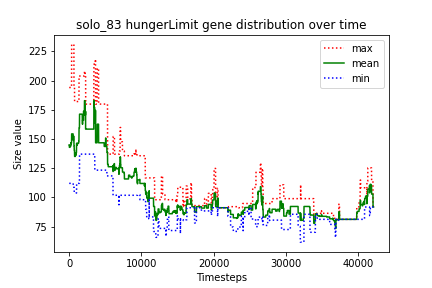 solo_83 hungerLimit gene distribution over time
max
mean
min
Size value
225
200
175
150
125
100
75
0
10000
20000
30000
40000
Timesteps